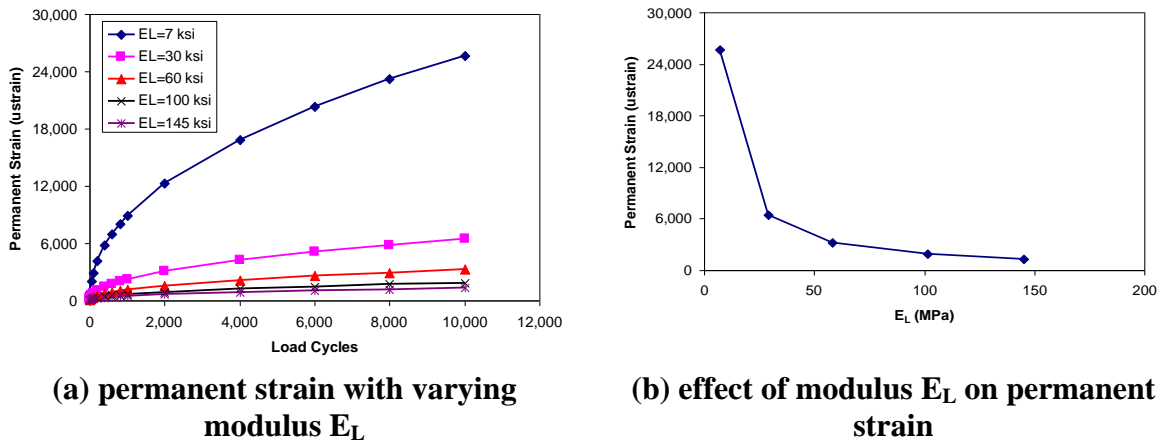 30,000
24,000
18,000
12,000
6,000
0
Permanent Strain (ustrain)
EL=7 ksi
EL=30 ksi
EL=60 ksi
EL=100 ksi
EL=145 ksi
0 2,000 4,000 6,000 8,000 10,000 12,000
Load Cycles
(a) permanent strain with varying
modulus EL
30,000
24,000
18,000
12,000
6,000
0
Permanent Strain (ustrain)
0 50 100 150 200
EL (MPa)
(b) effect of modulus EL on permanent
strain